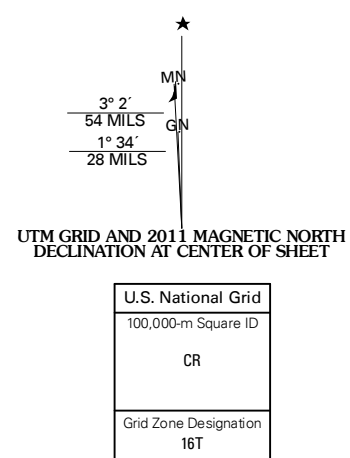 ★
MN
3° 2´
54 MILS
GN
1° 34´
28 MILS
UTM GRID AND 2011 MAGNETIC NORTH
DECLINATION AT CENTER OF SHEET
U.S. National Grid
100,000-m Square ID
CR
Grid Zone Designation
16T